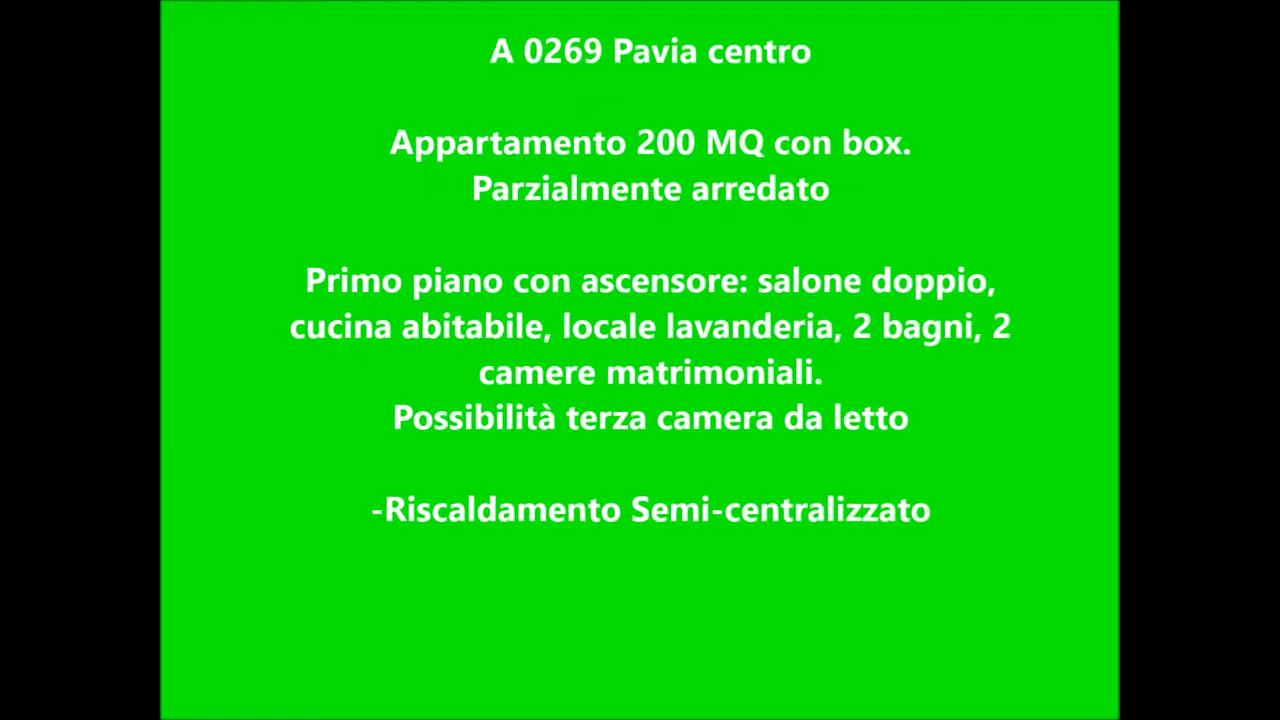 A 0269 Pavia centro
Appartamento 200 MQ con box.
Parzialmente arredato
Primo piano con ascensore: salone doppio,
cucina abitabile, locale lavanderia, 2 bagni, 2
camere matrimoniali.
Possibilità terza camera da letto
-Riscaldamento Semi-centralizzato